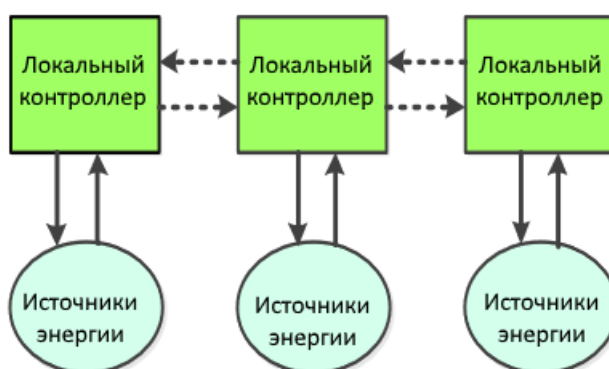 Локальный
контроллер
Локальный
контроллер
Локальный
контроллер
Источники
энергии
Источники
энергии
Источники
энергии